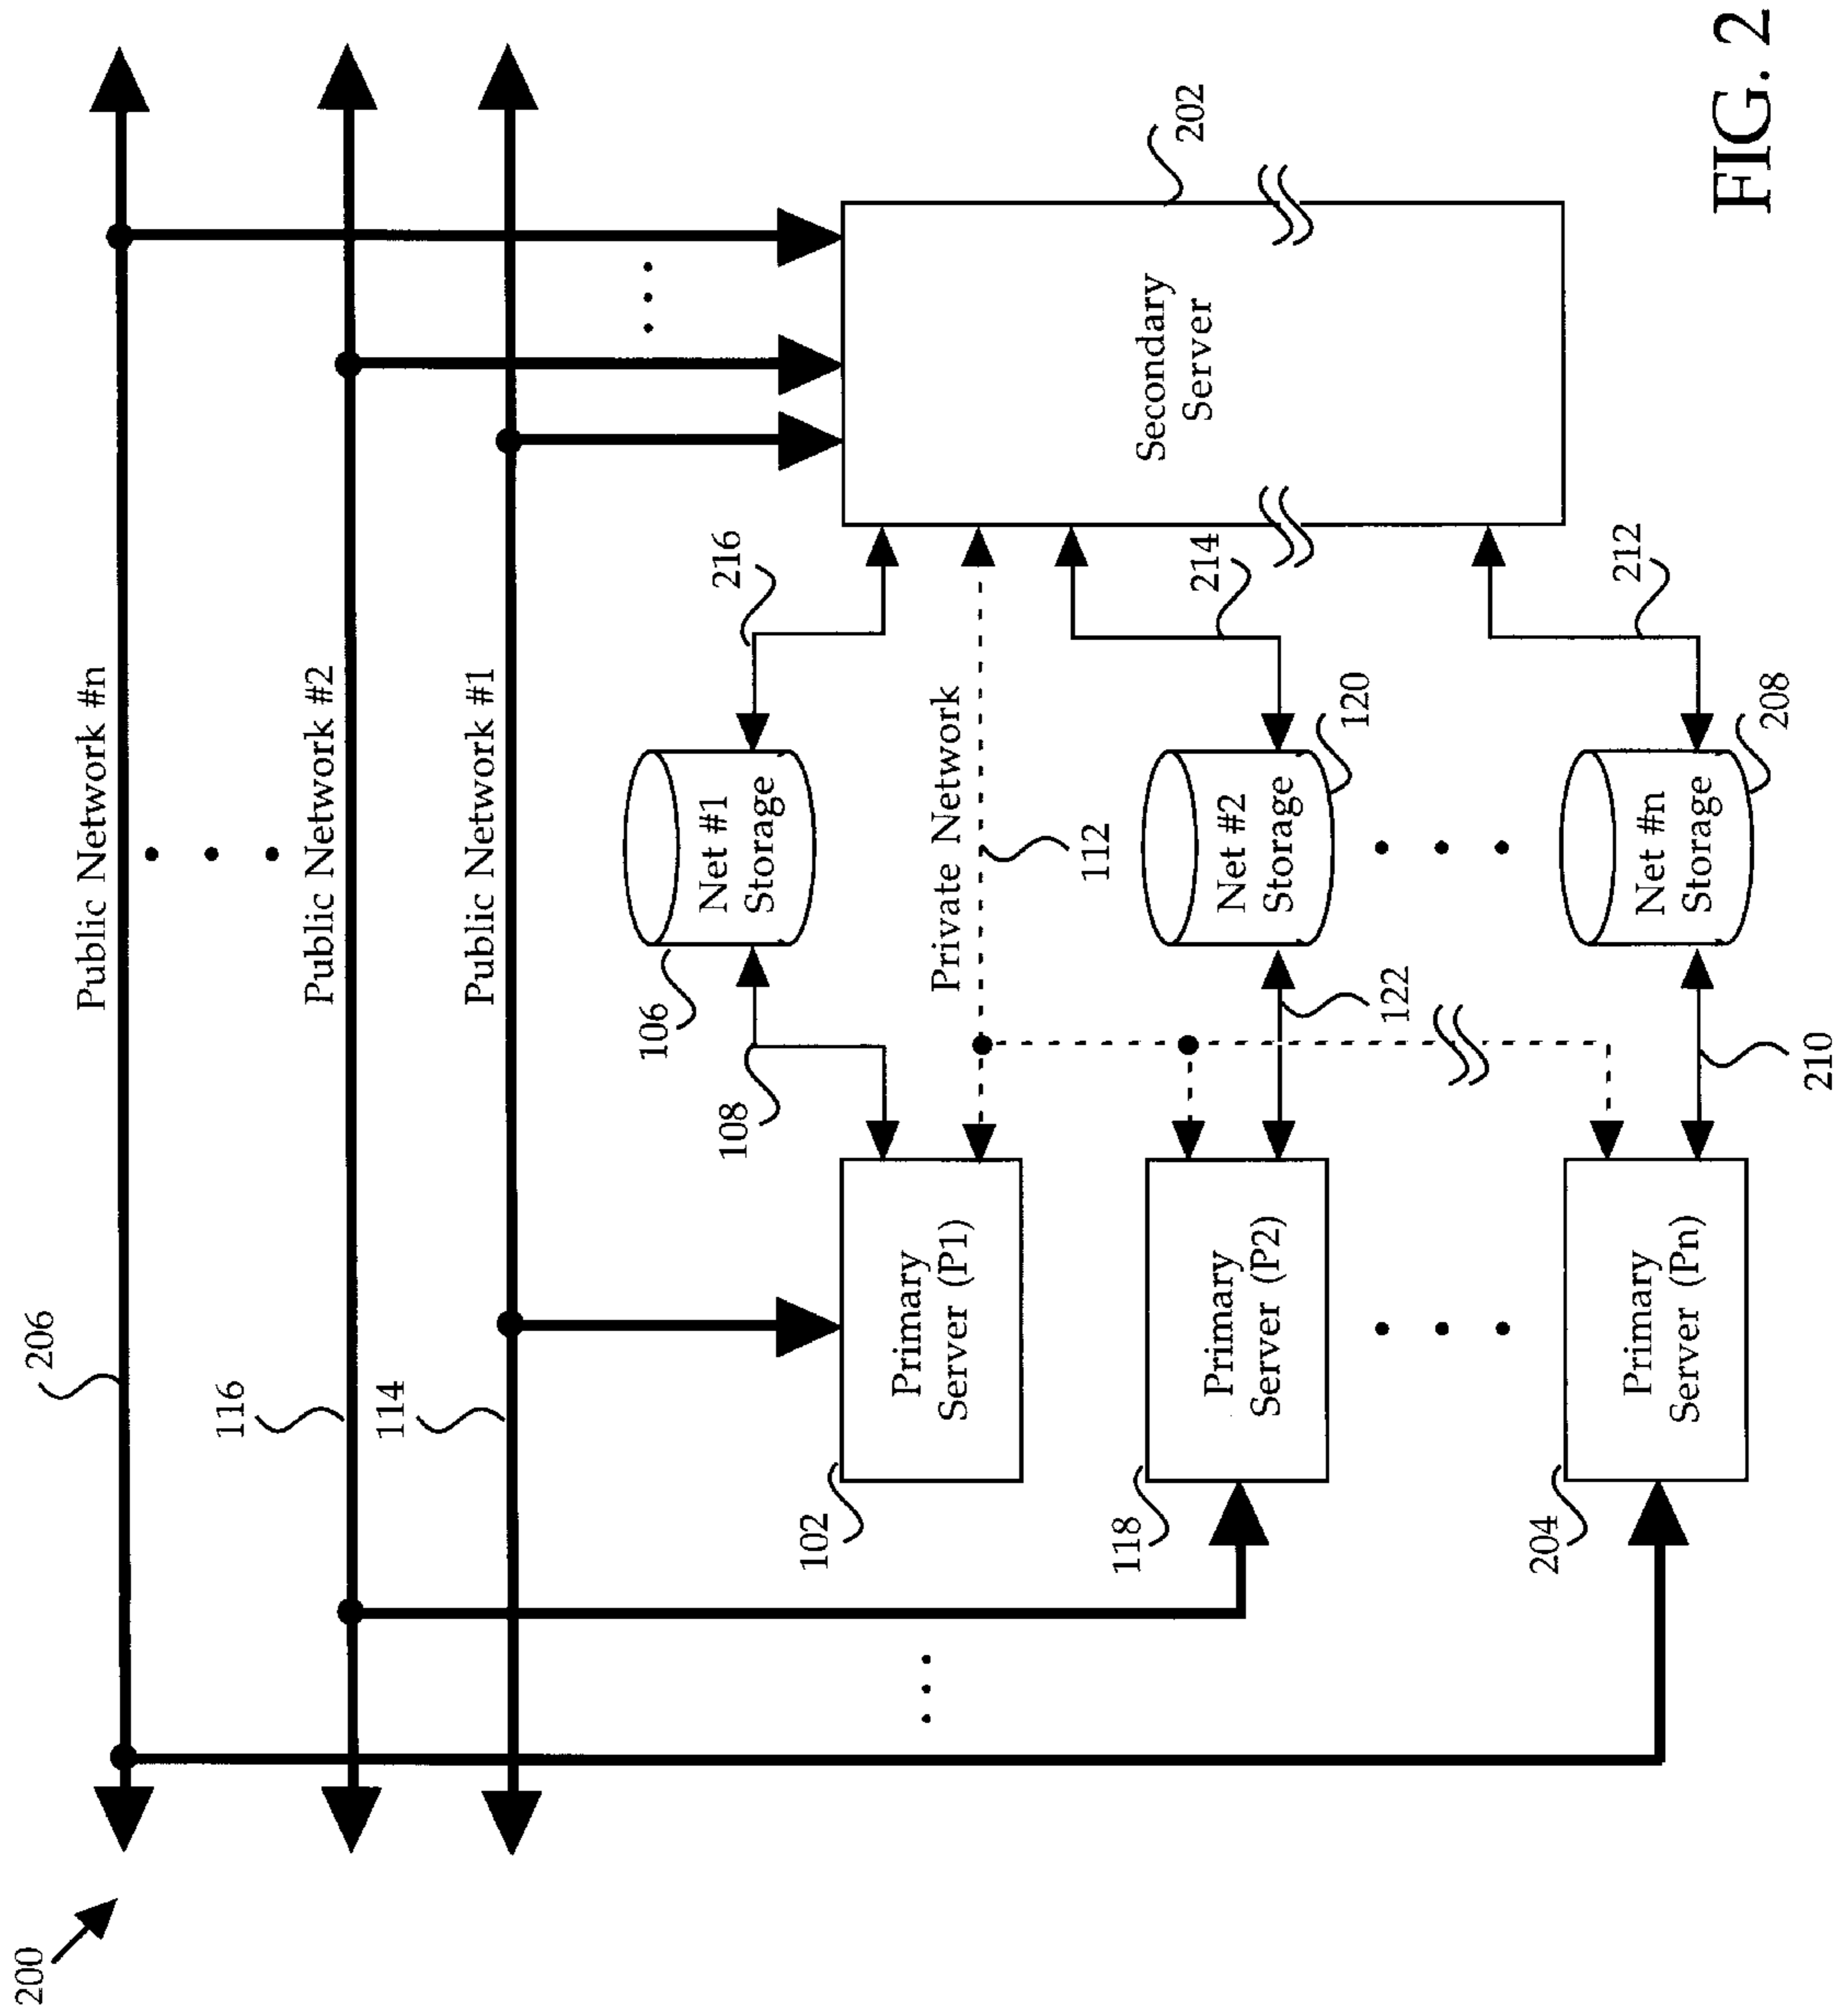 200
206
Public Network #n
116
Public Network #2
114
Public Network #1
106
Net #1
Storage
216
108
Private Network
112
102
Primary
Server (P1)
Secondary
Server
202
118
Primary
Server (P2)
122
Net #2
Storage
120
214
204
Primary
Server (Pn)
210
Net #n
Storage
208
212
FIG. 2